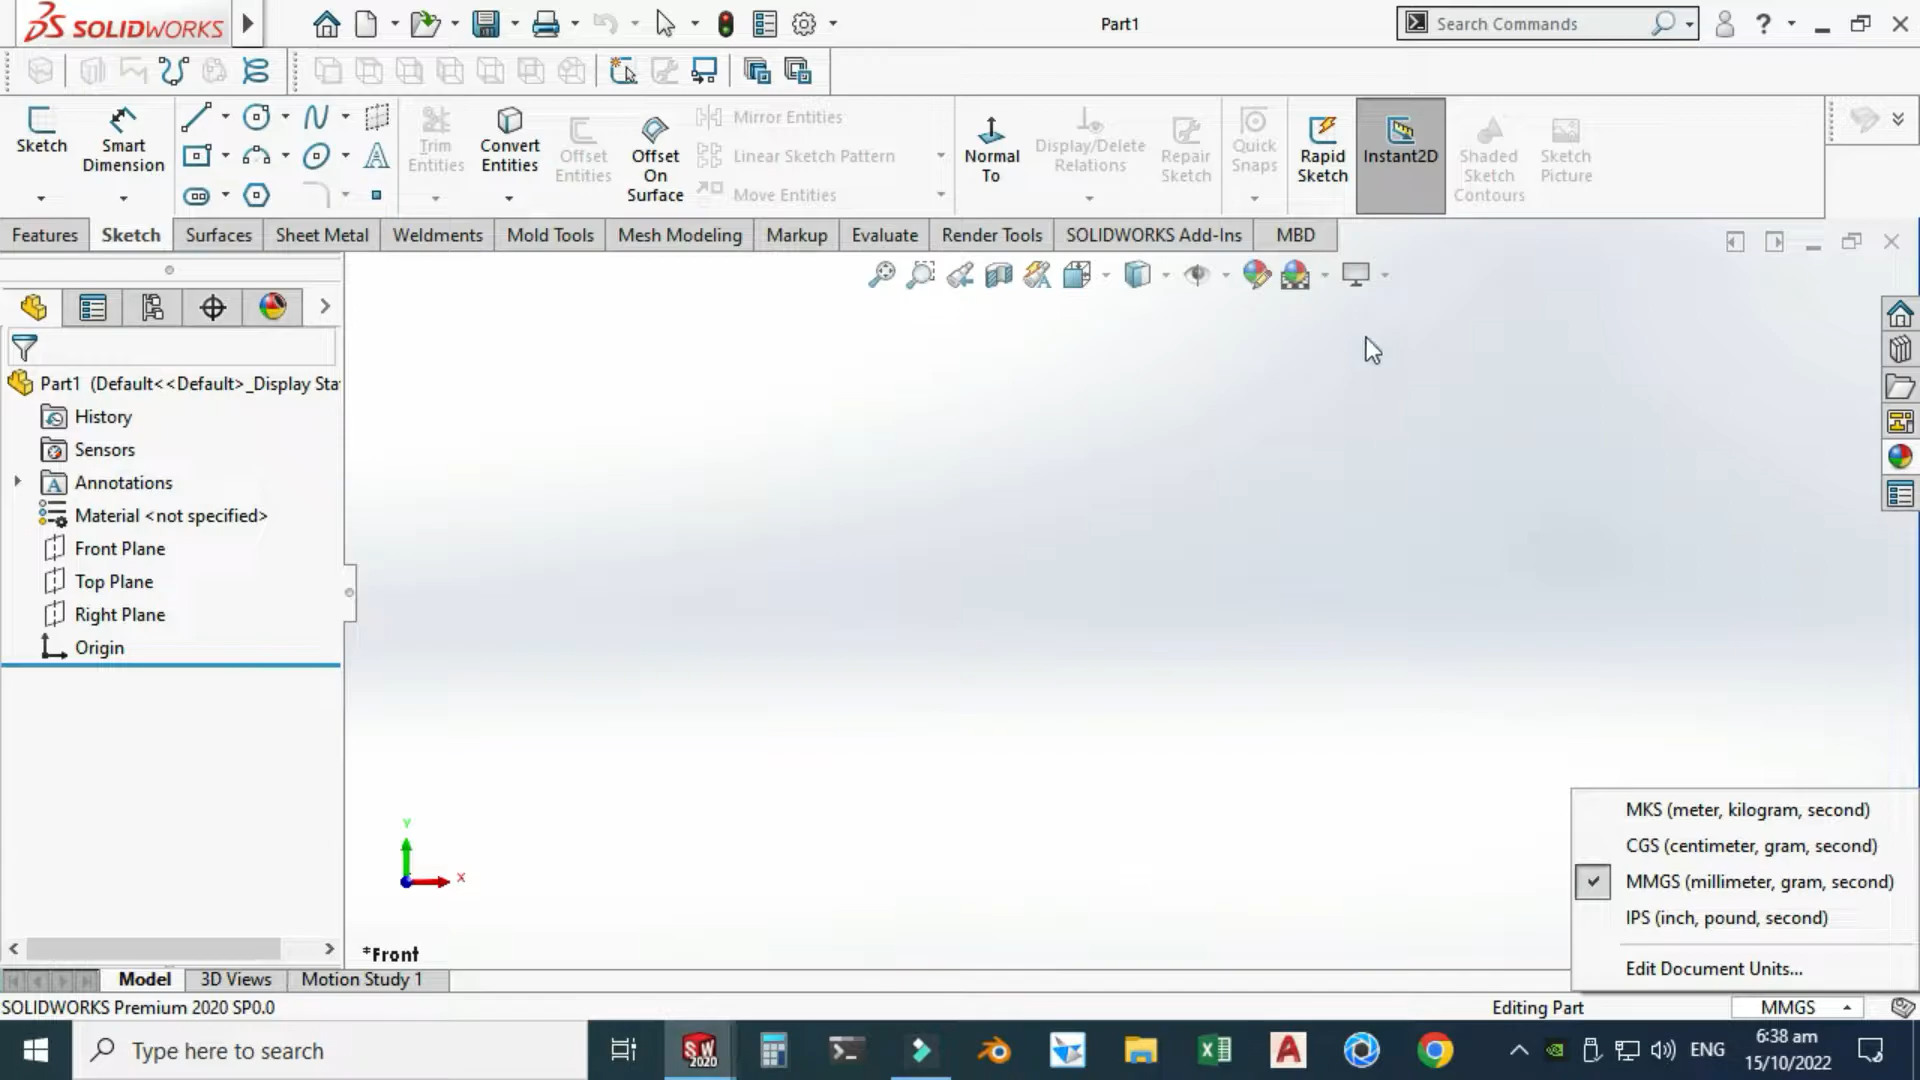 SOLIDWORKS
Part1
Search Commands
?
Sketch
Smart
Dimension
Trim
Entities
Convert
Entities
Offset
Entities
Offset
On
Surface
Mirror Entities
Linear Sketch Pattern
Move Entities
Normal
To
Display/Delete
Relations
Repair
Sketch
Quick
Snaps
Rapid
Sketch
Instant2D
Shaded
Sketch
Contours
Sketch
Picture
Features
Sketch
Surfaces
Sheet Metal
Weldments
Mold Tools
Mesh Modeling
Markup
Evaluate
Render Tools
SOLIDWORKS Add-Ins
MBD
Part1 (Default<<Default>_Display Sta
History
Sensors
Annotations
Material <not specified>
Front Plane
Top Plane
Right Plane
Origin
Y
X
*Front
MKS (meter, kilogram, second)
CGS (centimeter, gram, second)
MMGS (millimeter, gram, second)
IPS (inch, pound, second)
Edit Document Units...
Model
3D Views
Motion Study 1
SOLIDWORKS Premium 2020 SP0.0
Editing Part
MMGS
Type here to search
SW
2020
ENG
6:38 am
15/10/2022